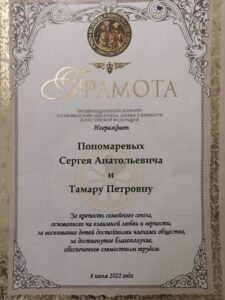 ГРАМОТА
ОРГАНИЗАЦИОННЫЙ КОМИТЕТ
ПО ПРОВЕДЕНИЮ ДНЯ СЕМЬИ, ЛЮБВИ И ВЕРНОСТИ
В РОССИЙСКОЙ ФЕДЕРАЦИИ
Награждает
Пономаревых
Сергея Анатольевича
и
Тамару Петровну
За крепость семейного союза,
основанного на взаимной любви и верности,
за воспитание детей достойными членами общества,
за достигнутое благополучие,
обеспеченное совместным трудом
8 июля 2022 года